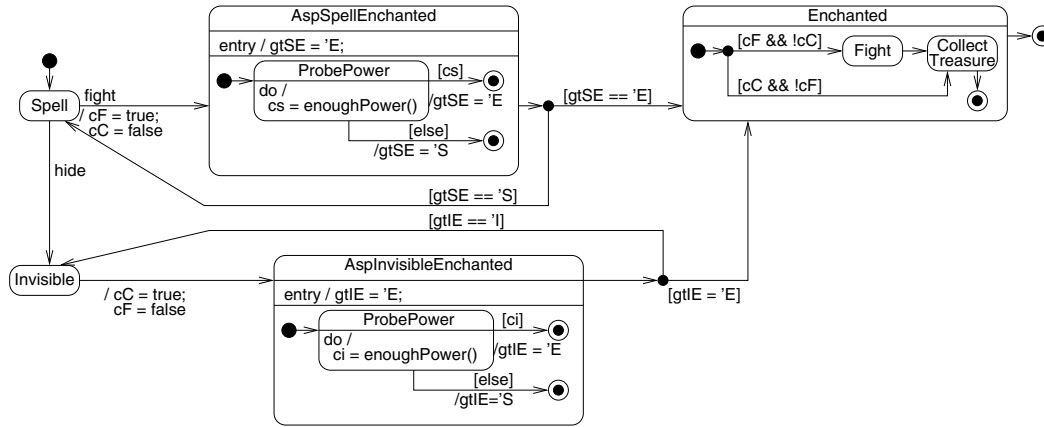 AspSpellEnchanted
Enchanted
entry / gtSE = 'E;
Spell
fight
/ cF = true;
cC = false
hide
ProbePower
do /
cs = enoughPower()
[cs]
/gtSE = 'E
[else]
/gtSE = 'S
[gtSE == 'E]
[cF && !cC]
Fight
Collect
Treasure
[cC && !cF]
[gtSE == 'S]
[gtIE == 'I]
Invisible
/ cC = true;
cF = false
AspInvisibleEnchanted
entry / gtIE = 'E;
[gtIE = 'E]
ProbePower
do /
ci = enoughPower()
[ci]
/gtIE = 'E
[else]
/gtIE='S